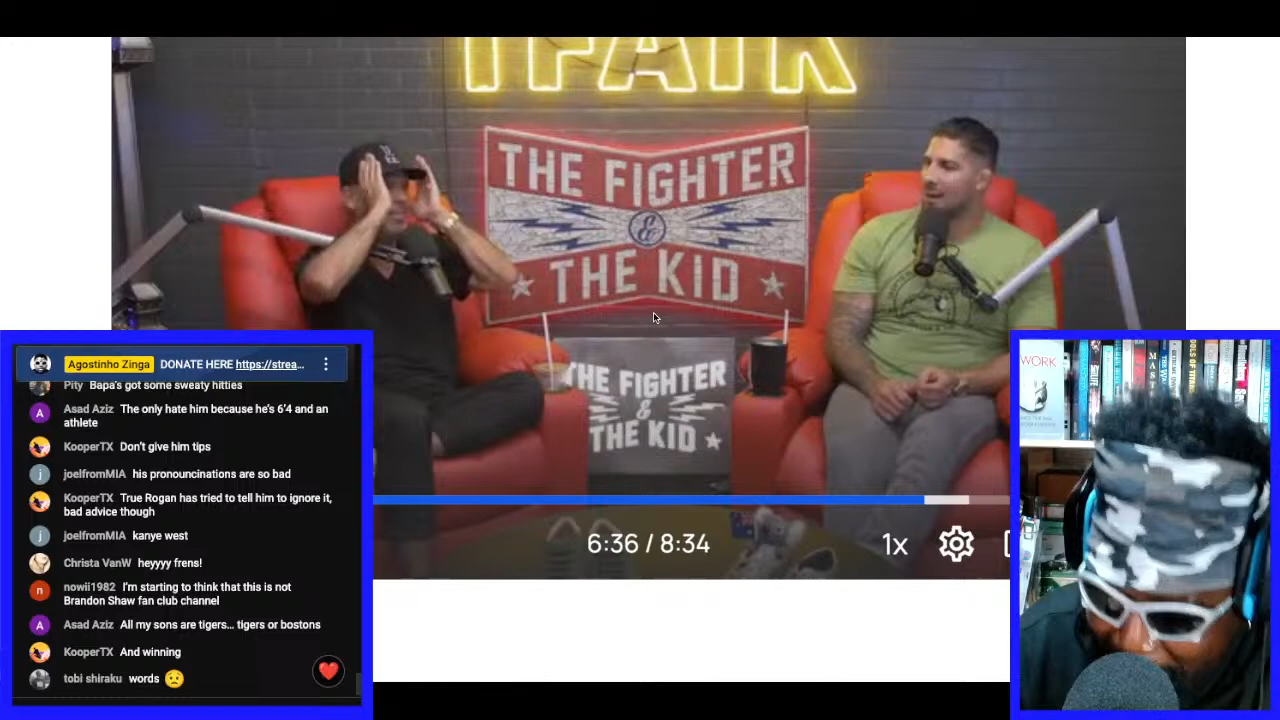 TFATK
THE FIGHTER
&
THE KID
THE FIGHTER
&
THE KID
6:36 / 8:34
1x
Agostinho Zinga DONATE HERE https://strea...
Pity Bapa's got some sweaty hitties
A Asad Aziz The only hate him because he's 6'4 and an
athlete
KooperTX Don't give him tips
j joelfromMIA his pronouncinations are so bad
KooperTX True Rogan has tried to tell him to ignore it,
bad advice though
j joelfromMIA kanye west
Christa VanW heyyyy frens!
n nowii1982 I'm starting to think that this is not
Brandon Shaw fan club channel
A Asad Aziz All my sons are tigers... tigers or bostons
KooperTX And winning
tobi shiraku words 😟
WORK